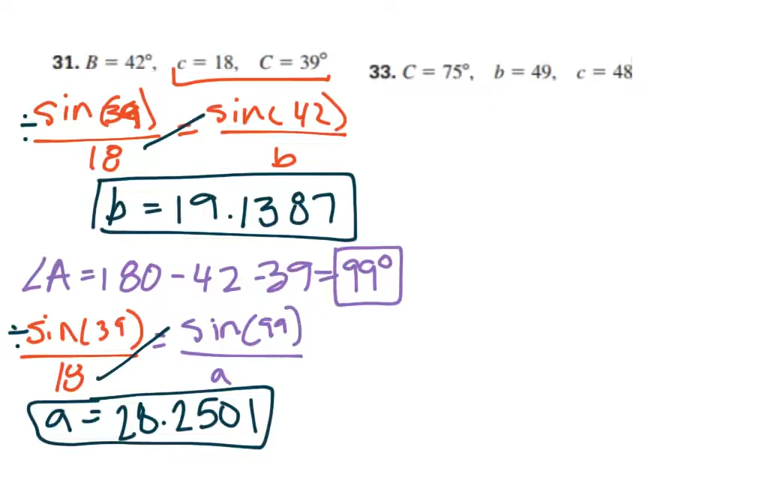 31. B = 42°, c = 18, C = 39°
÷ sin(39) / 18 = sin(42) / b
b = 19.1387
∠A = 180 - 42 - 39 = 99°
÷ sin(39) / 18 = sin(99) / a
a = 28.2501
33. C = 75°, b = 49, c = 48